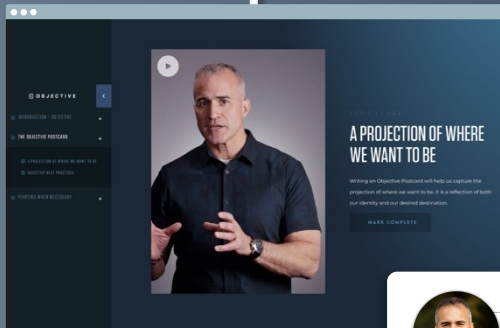 OBJECTIVE
INTRODUCTION - OBJECTIVE
THE OBJECTIVE POSTCARD
A PROJECTION OF WHERE WE WANT TO BE
OBJECTIVE BEST PRACTICES
PIVOTING WHEN NECESSARY
A PROJECTION OF WHERE
WE WANT TO BE
Writing an Objective Postcard will help us capture the
projection of where we want to be. It is a reflection of both
our identity and our desired destination.
MARK COMPLETE